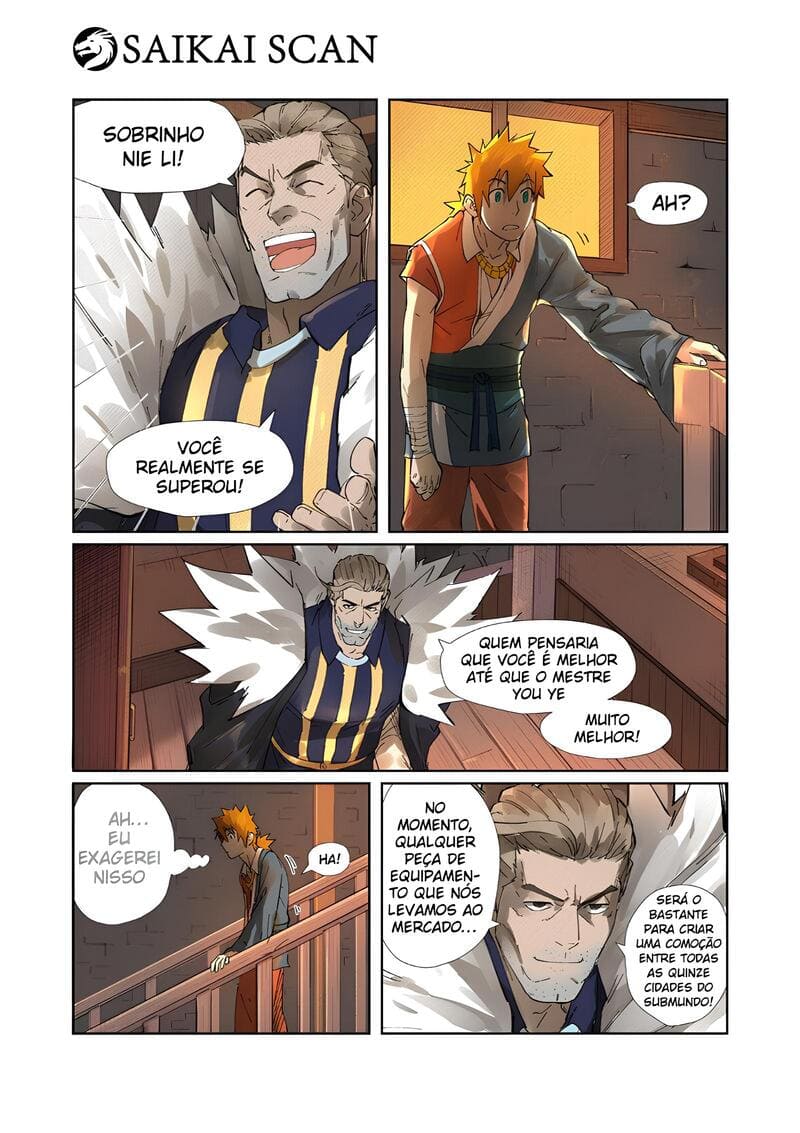 SAIKAI SCAN
SOBRINHO
NIE LI!
VOCÊ
REALMENTE SE
SUPEROU!
AH?
QUEM PENSARIA
QUE VOCÊ É MELHOR
ATÉ QUE O MESTRE
YOU YE
MUITO
MELHOR!
AH...
EU
EXAGEREI
NISSO
HA!
NO
MOMENTO,
QUALQUER
PEÇA DE
EQUIPAMEN-
TO QUE NÓS
LEVAMOS AO
MERCADO...
SERÁ O
BASTANTE
PARA CRIAR
UMA COMOÇÃO
ENTRE TODAS
AS QUINZE
CIDADES DO
SUBMUNDO!